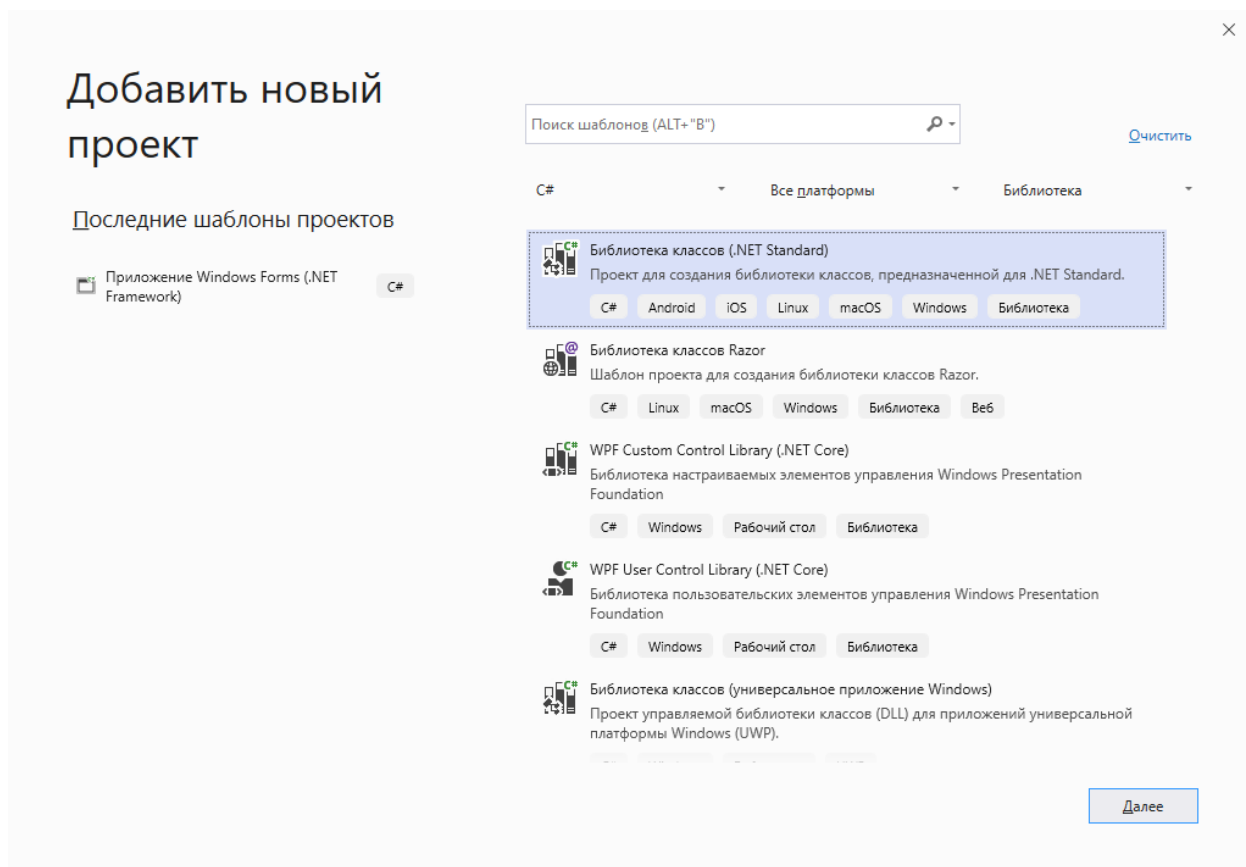 Добавить новый
проект
Последние шаблоны проектов
Приложение Windows Forms (.NET
Framework)
C#
Поиск шаблонов (ALT+"B")
Очистить
C#
Все платформы
Библиотека
Библиотека классов (.NET Standard)
Проект для создания библиотеки классов, предназначенной для .NET Standard.
C# Android iOS Linux macOS Windows Библиотека
Библиотека классов Razor
Шаблон проекта для создания библиотеки классов Razor.
C# Linux macOS Windows Библиотека Веб
WPF Custom Control Library (.NET Core)
Библиотека настраиваемых элементов управления Windows Presentation
Foundation
C# Windows Рабочий стол Библиотека
WPF User Control Library (.NET Core)
Библиотека пользовательских элементов управления Windows Presentation
Foundation
C# Windows Рабочий стол Библиотека
Библиотека классов (универсальное приложение Windows)
Проект управляемой библиотеки классов (DLL) для приложений универсальной
платформы Windows (UWP).
Далее